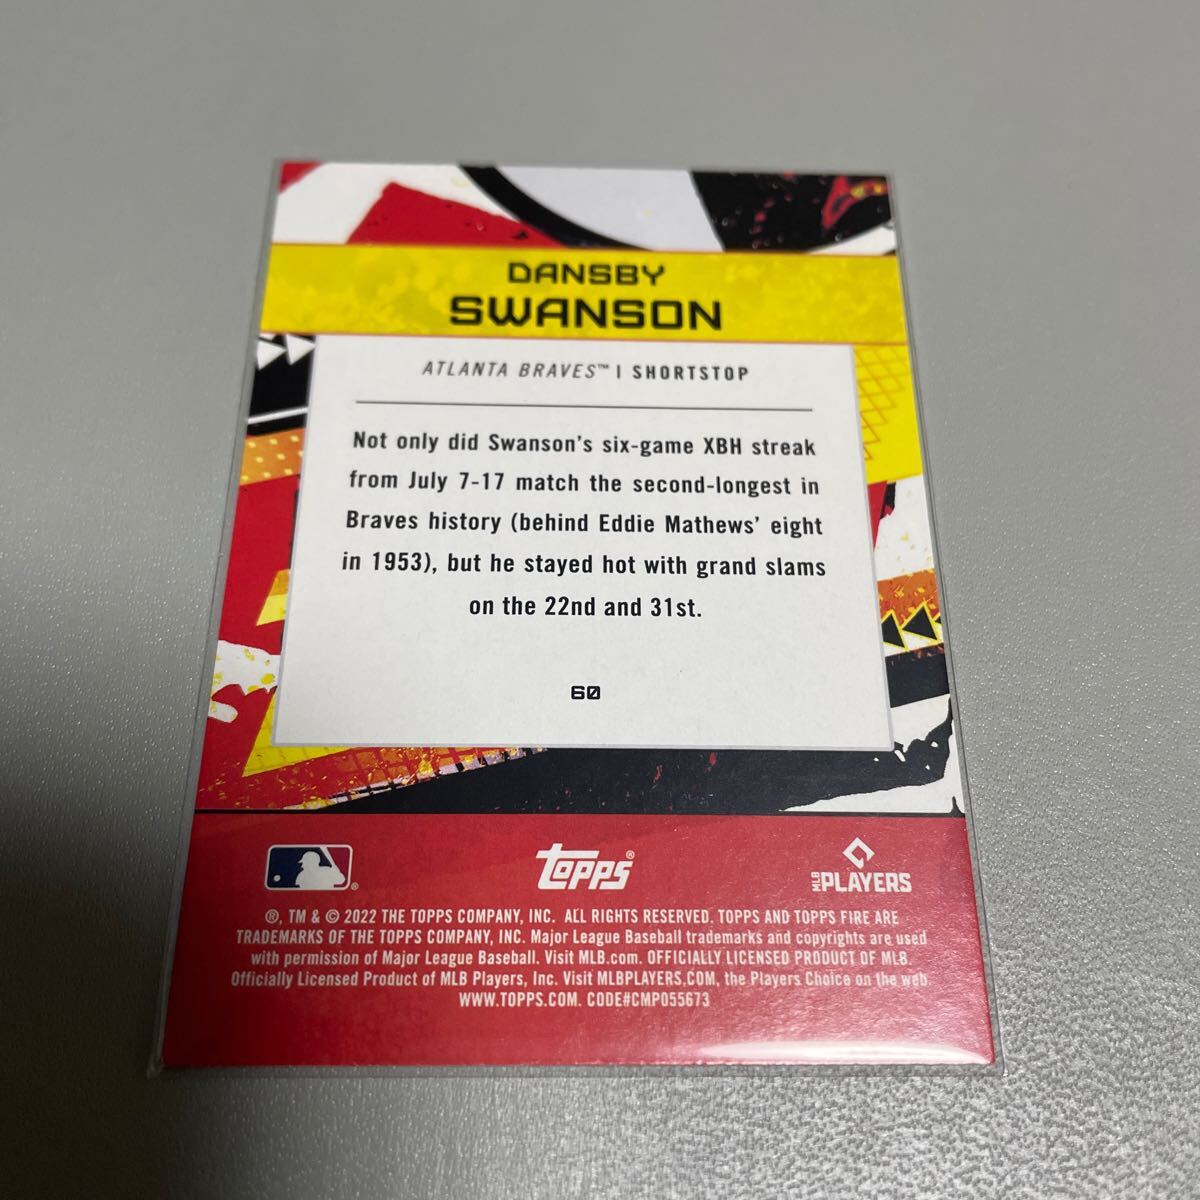 DANSBY
SWANSON
ATLANTA BRAVES™ | SHORTSTOP
Not only did Swanson's six-game XBH streak
from July 7-17 match the second-longest in
Braves history (behind Eddie Mathews' eight
in 1953), but he stayed hot with grand slams
on the 22nd and 31st.
60
topps®
MLB PLAYERS
®, TM & © 2022 THE TOPPS COMPANY, INC. ALL RIGHTS RESERVED. TOPPS AND TOPPS FIRE ARE
TRADEMARKS OF THE TOPPS COMPANY, INC. Major League Baseball trademarks and copyrights are used
with permission of Major League Baseball. Visit MLB.com. OFFICIALLY LICENSED PRODUCT OF MLB.
Officially Licensed Product of MLB Players, Inc. Visit MLBPLAYERS.COM, the Players Choice on the web.
WWW.TOPPS.COM. CODE#CMP055673